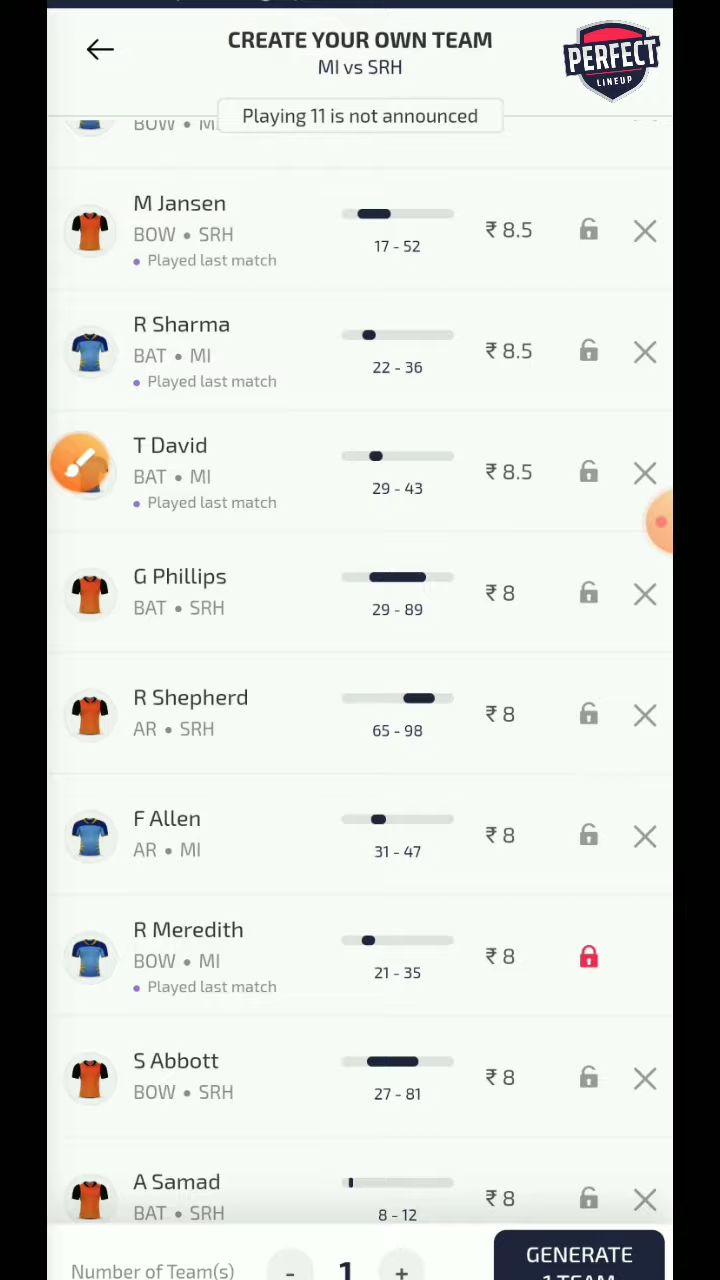 CREATE YOUR OWN TEAM
MI vs SRH
PERFECT
LINEUP
Playing 11 is not announced
BOW • M
M Jansen
BOW • SRH
Played last match
17 - 52
₹ 8.5
R Sharma
BAT • MI
Played last match
22 - 36
₹ 8.5
T David
BAT • MI
Played last match
29 - 43
₹ 8.5
G Phillips
BAT • SRH
29 - 89
₹ 8
R Shepherd
AR • SRH
65 - 98
₹ 8
F Allen
AR • MI
31 - 47
₹ 8
R Meredith
BOW • MI
Played last match
21 - 35
₹ 8
S Abbott
BOW • SRH
27 - 81
₹ 8
A Samad
BAT • SRH
8 - 12
₹ 8
Number of Team(s)
- 1 +
GENERATE
1 TEAM